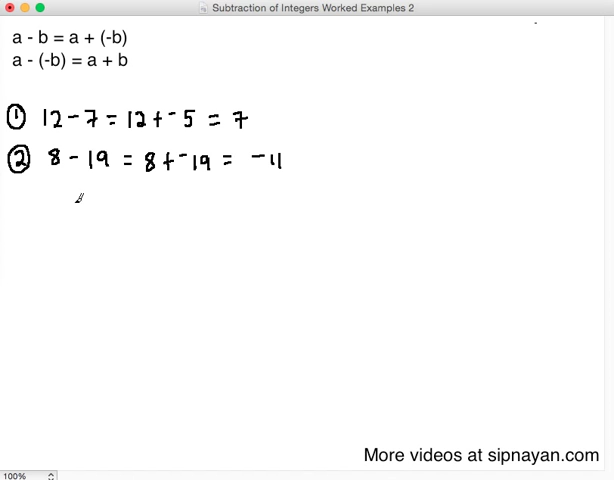 Subtraction of Integers Worked Examples 2
a - b = a + (-b)
a - (-b) = a + b
① 12 - 7 = 12 + -5 = 7
② 8 - 19 = 8 + -19 = -11
More videos at sipnayan.com
100%